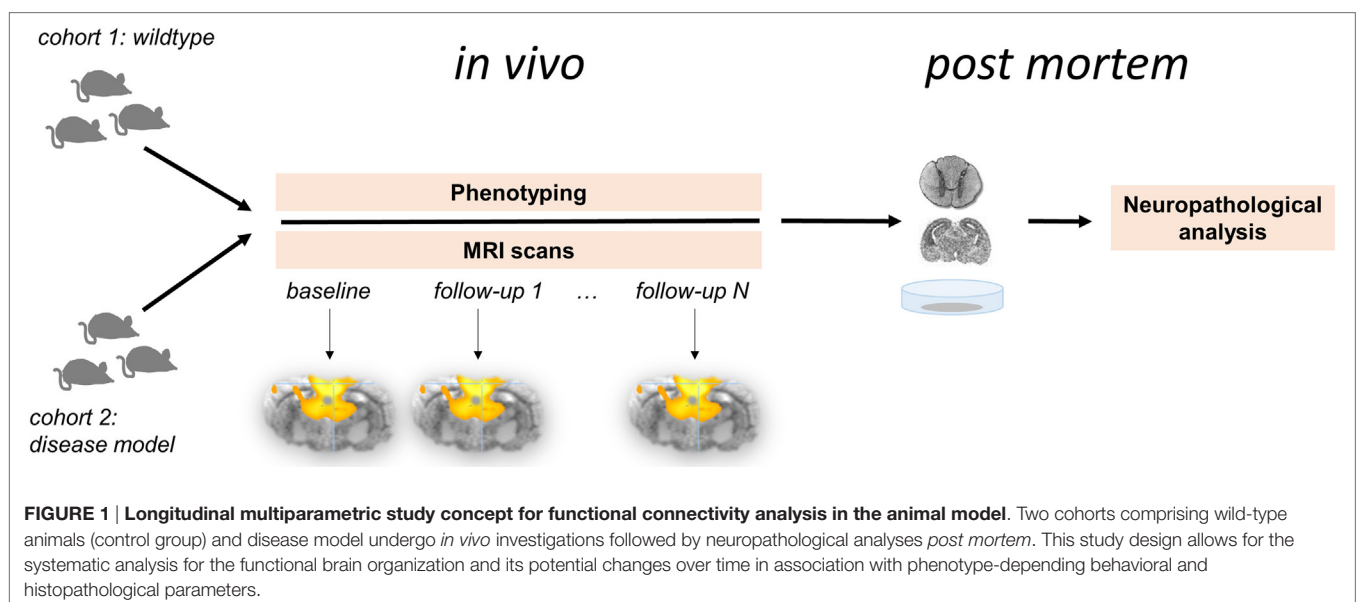 cohort 1: wildtype
in vivo
post mortem
Phenotyping
MRI scans
baseline
follow-up 1
...
follow-up N
Neuropathological
analysis
cohort 2:
disease model
FIGURE 1 | Longitudinal multiparametric study concept for functional connectivity analysis in the animal model. Two cohorts comprising wild-type
animals (control group) and disease model undergo in vivo investigations followed by neuropathological analyses post mortem. This study design allows for the
systematic analysis for the functional brain organization and its potential changes over time in association with phenotype-depending behavioral and
histopathological parameters.